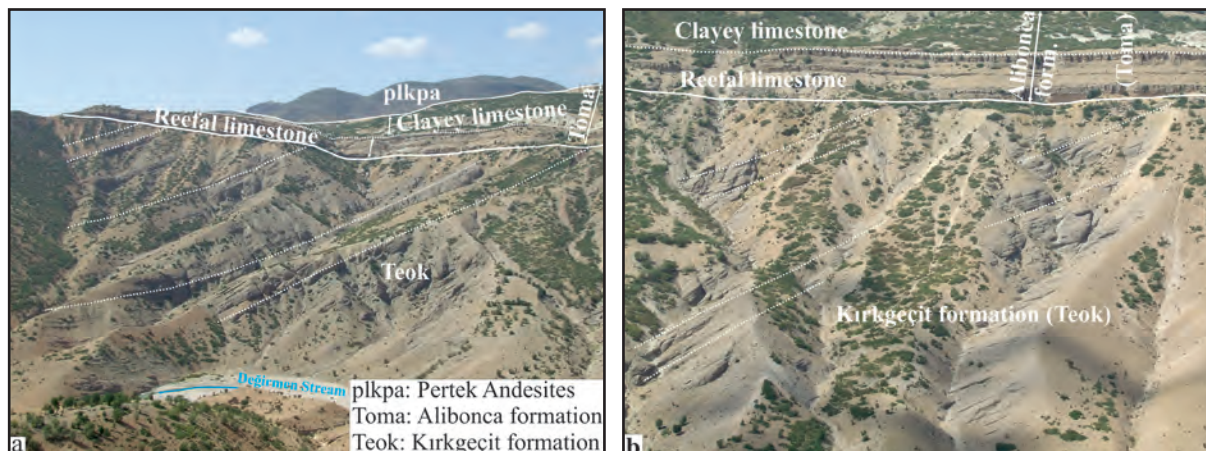 plkpa
Reefal limestone
Clayey limestone
Toma
Teok
Değirmen Stream
plkpa: Pertek Andesites
Toma: Alibonca formation
Teok: Kırkgeçit formation
a
Clayey limestone
Reefal limestone
Alibonca
form.
(Toma)
Kırkgeçit formation (Teok)
b